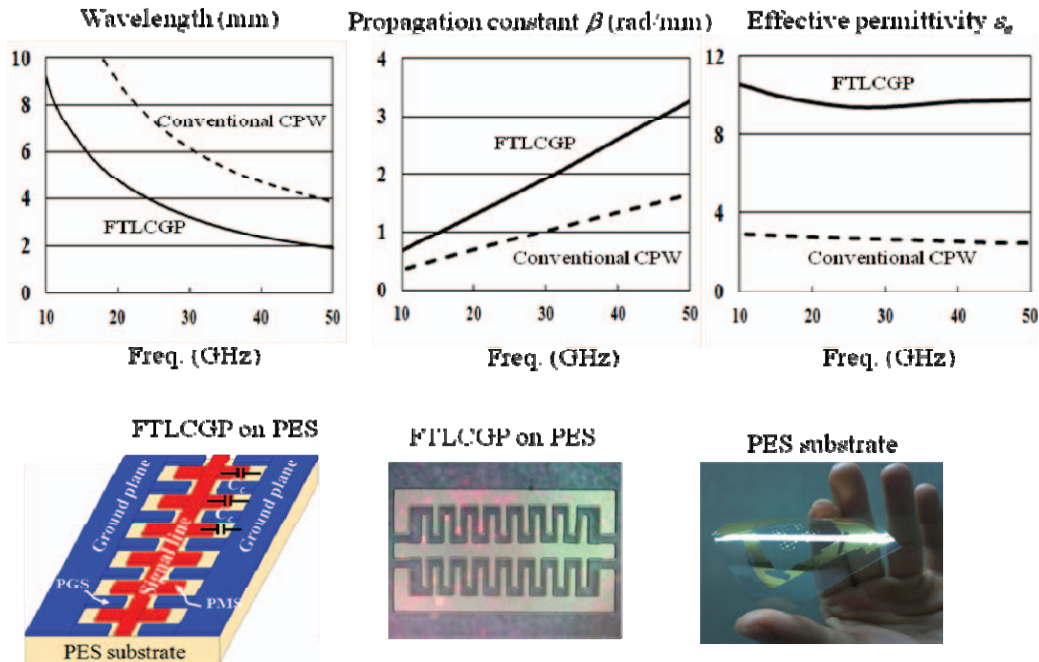 Wavelength (mm)
Propagation constant β (rad/mm)
Effective permittivity εe
10
8
6
4
2
0
Conventional CPW
FTLCGP
10 20 30 40 50
Freq. (GHz)
4
3
2
1
0
FTLCGP
Conventional CPW
10 20 30 40 50
Freq. (GHz)
12
9
6
3
0
FTLCGP
Conventional CPW
10 20 30 40 50
Freq. (GHz)
FTLCGP on PES
Ground plane
Signal line
Ground plane
Cc
Cc
PGS
PMS
PES substrate
FTLCGP on PES
PES substrate